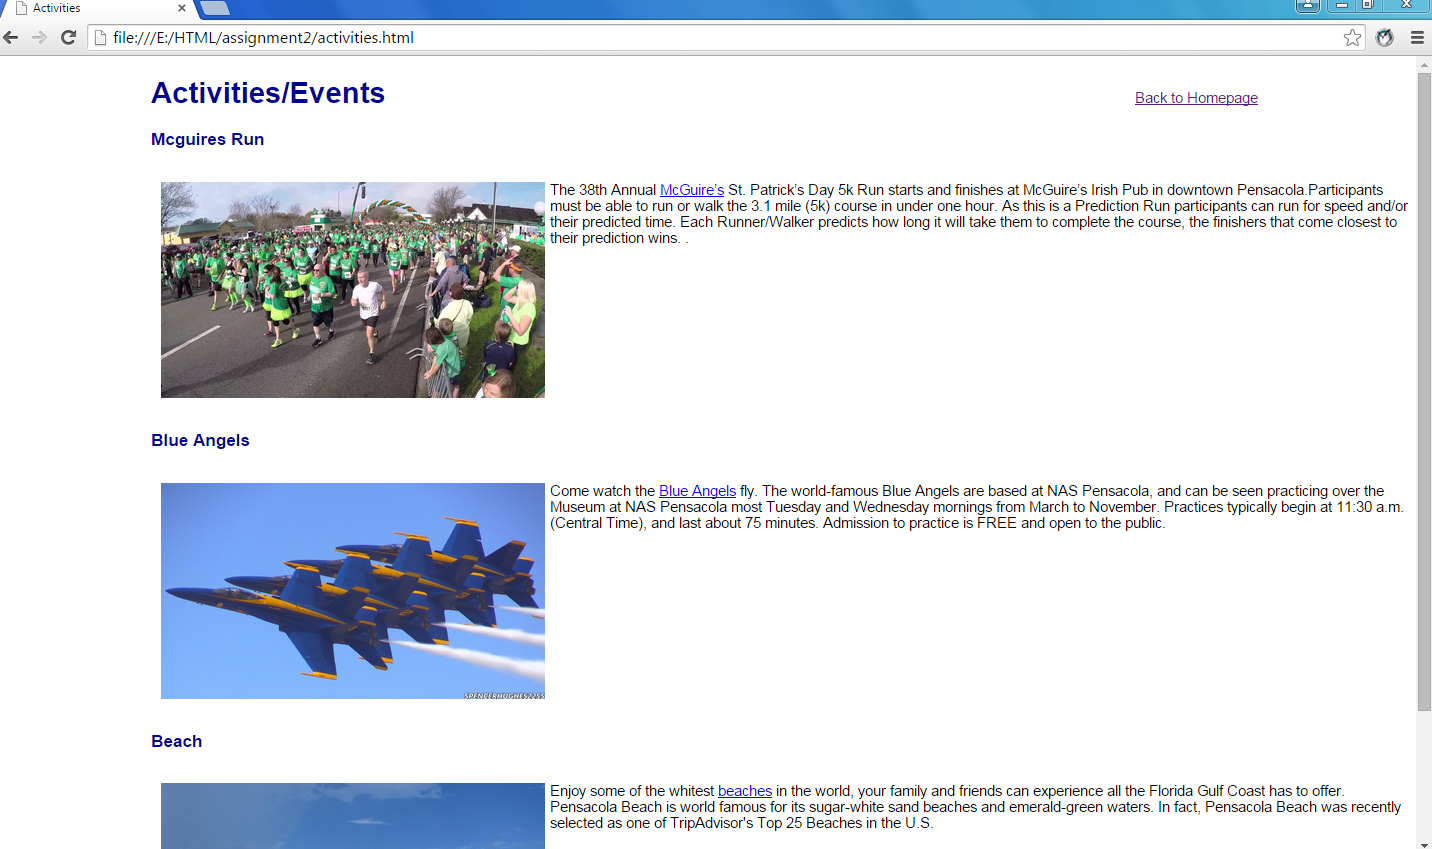 Activities
file:///E:/HTML/assignment2/activities.html
Activities/Events
Back to Homepage
Mcguires Run
The 38th Annual McGuire's St. Patrick's Day 5k Run starts and finishes at McGuire's Irish Pub in downtown Pensacola.Participants
must be able to run or walk the 3.1 mile (5k) course in under one hour. As this is a Prediction Run participants can run for speed and/or
their predicted time. Each Runner/Walker predicts how long it will take them to complete the course, the finishers that come closest to
their prediction wins. .
Blue Angels
Come watch the Blue Angels fly. The world-famous Blue Angels are based at NAS Pensacola, and can be seen practicing over the
Museum at NAS Pensacola most Tuesday and Wednesday mornings from March to November. Practices typically begin at 11:30 a.m.
(Central Time), and last about 75 minutes. Admission to practice is FREE and open to the public.
SPENCERHUGHES2255
Beach
Enjoy some of the whitest beaches in the world, your family and friends can experience all the Florida Gulf Coast has to offer.
Pensacola Beach is world famous for its sugar-white sand beaches and emerald-green waters. In fact, Pensacola Beach was recently
selected as one of TripAdvisor's Top 25 Beaches in the U.S.